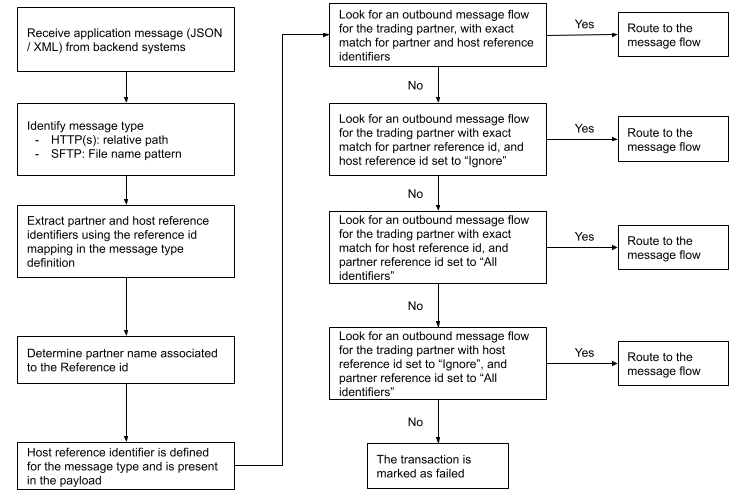 Receive application message (JSON
/ XML) from backend systems
Identify message type
- HTTP(s): relative path
- SFTP: File name pattern
Extract partner and host reference
identifiers using the reference id
mapping in the message type
definition
Determine partner name associated
to the Reference id
Host reference identifier is defined
for the message type and is present
in the payload
Look for an outbound message flow
for the trading partner, with exact
match for partner and host reference
identifiers
Yes
Route to the
message flow
No
Look for an outbound message flow
for the trading partner with exact
match for partner reference id, and
host reference id set to “Ignore”
Yes
Route to the
message flow
No
Look for an outbound message flow
for the trading partner with exact
match for host reference id, and
partner reference id set to “All
identifiers”
Yes
Route to the
message flow
No
Look for an outbound message flow
for the trading partner with host
reference id set to “Ignore”, and
partner reference id set to “All
identifiers”
Yes
Route to the
message flow
No
The transaction is
marked as failed